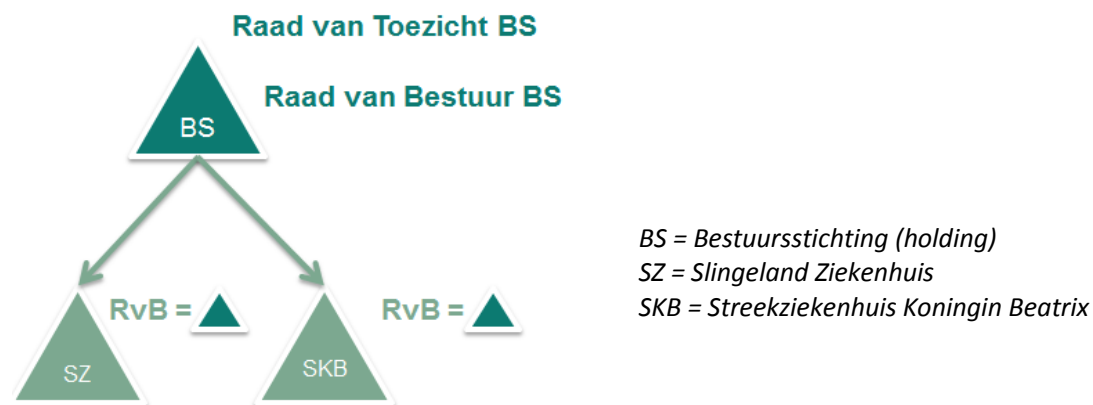 Raad van Toezicht BS
Raad van Bestuur BS
BS
BS = Bestuursstichting (holding)
SZ = Slingeland Ziekenhuis
SKB = Streekziekenhuis Koningin Beatrix
RvB =
RvB =
SZ
SKB